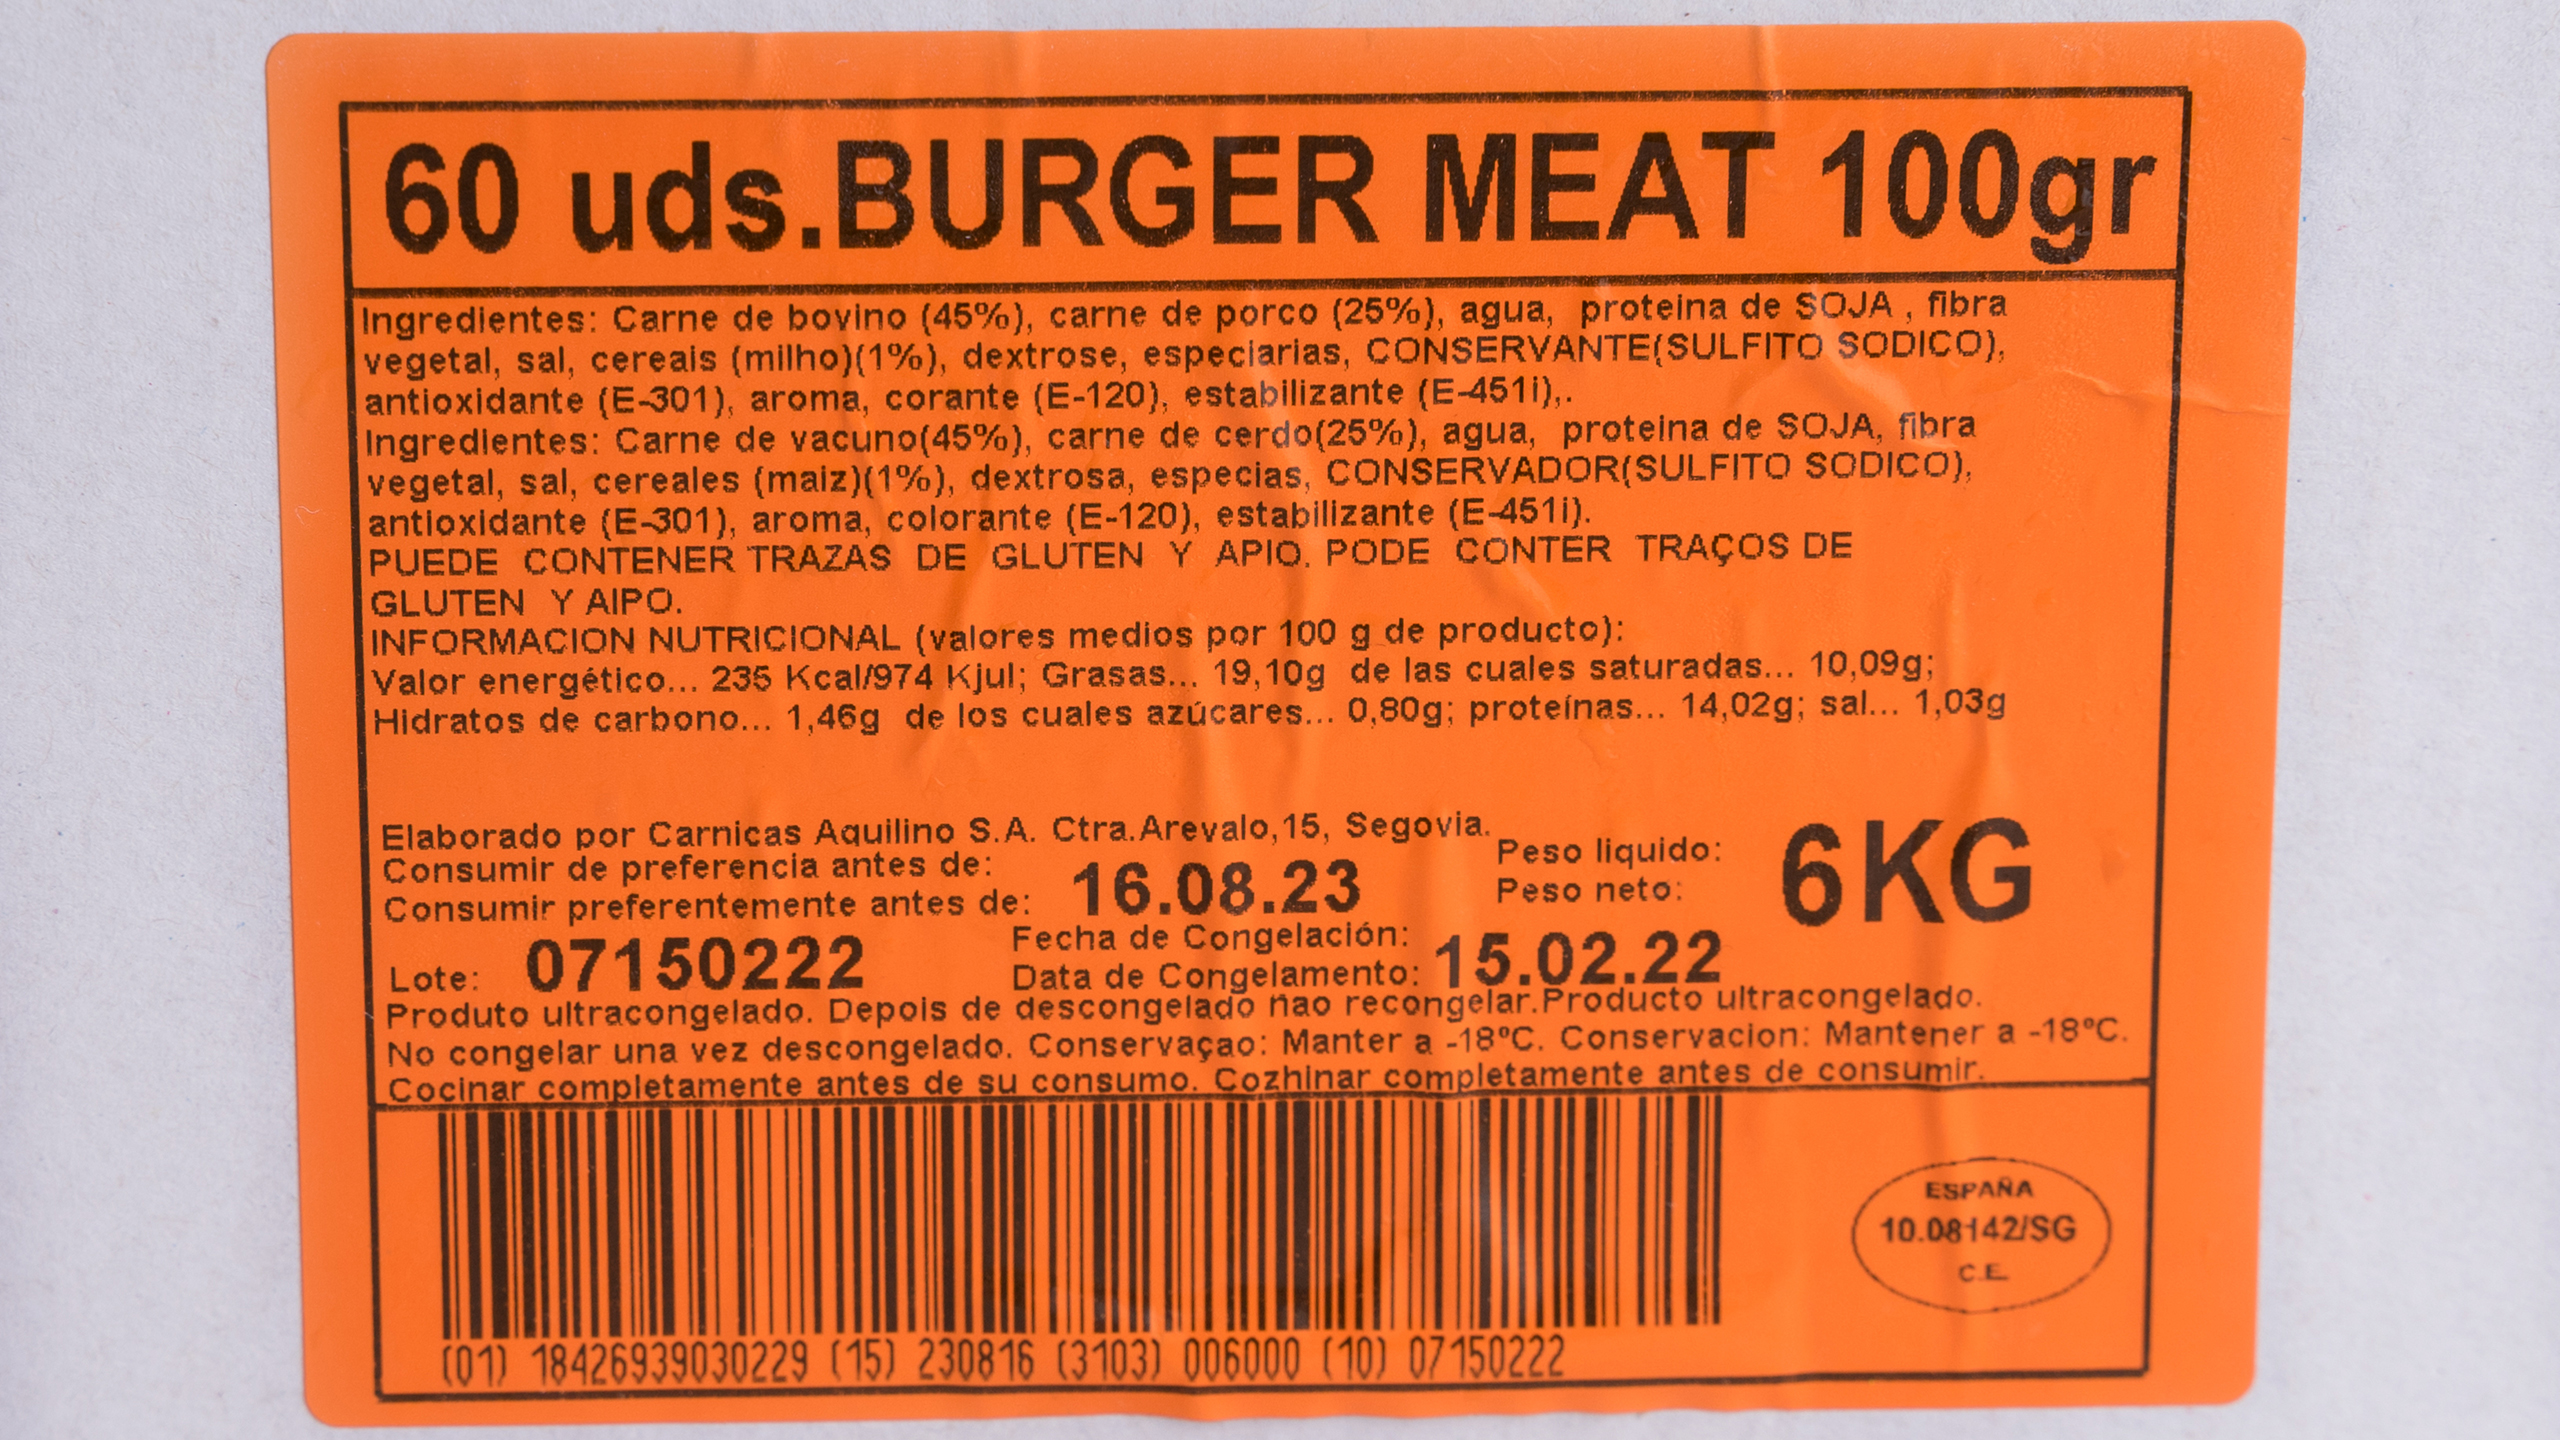 60 uds.BURGER MEAT 100gr
Ingredientes: Carne de bovino (45%), carne de porco (25%), agua, proteina de SOJA , fibra
vegetal, sal, cereais (milho)(1%), dextrose, especiarias, CONSERVANTE(SULFITO SODICO),
antioxidante (E-301), aroma, corante (E-120), estabilizante (E-451i),.
Ingredientes: Carne de vacuno(45%), carne de cerdo(25%), agua, proteina de SOJA, fibra
vegetal, sal, cereales (maiz)(1%), dextrosa, especias, CONSERVADOR(SULFITO SODICO),
antioxidante (E-301), aroma, colorante (E-120), estabilizante (E-451i).
PUEDE CONTENER TRAZAS DE GLUTEN Y APIO. PODE CONTER TRAÇOS DE
GLUTEN Y AIPO.
INFORMACION NUTRICIONAL (valores medios por 100 g de producto):
Valor energético... 235 Kcal/974 Kjul; Grasas... 19,10g de las cuales saturadas... 10,09g;
Hidratos de carbono... 1,46g de los cuales azúcares... 0,80g; proteínas... 14,02g; sal... 1,03g
Elaborado por Carnicas Aquilino S.A. Ctra.Arevalo,15, Segovia.
Consumir de preferencia antes de:
Consumir preferentemente antes de: 16.08.23
Peso liquido:
Peso neto: 6KG
Lote: 07150222
Fecha de Congelación:
Data de Congelamento: 15.02.22
Produto ultracongelado. Depois de descongelado ñao recongelar.Producto ultracongelado.
No congelar una vez descongelado. Conservaçao: Manter a -18ºC. Conservacion: Mantener a -18ºC.
Cocinar completamente antes de su consumo. Cozhinar completamente antes de consumir.
(01) 18426939030229 (15) 230816 (3103) 006000 (10) 07150222
ESPAÑA
10.08142/SG
C.E.